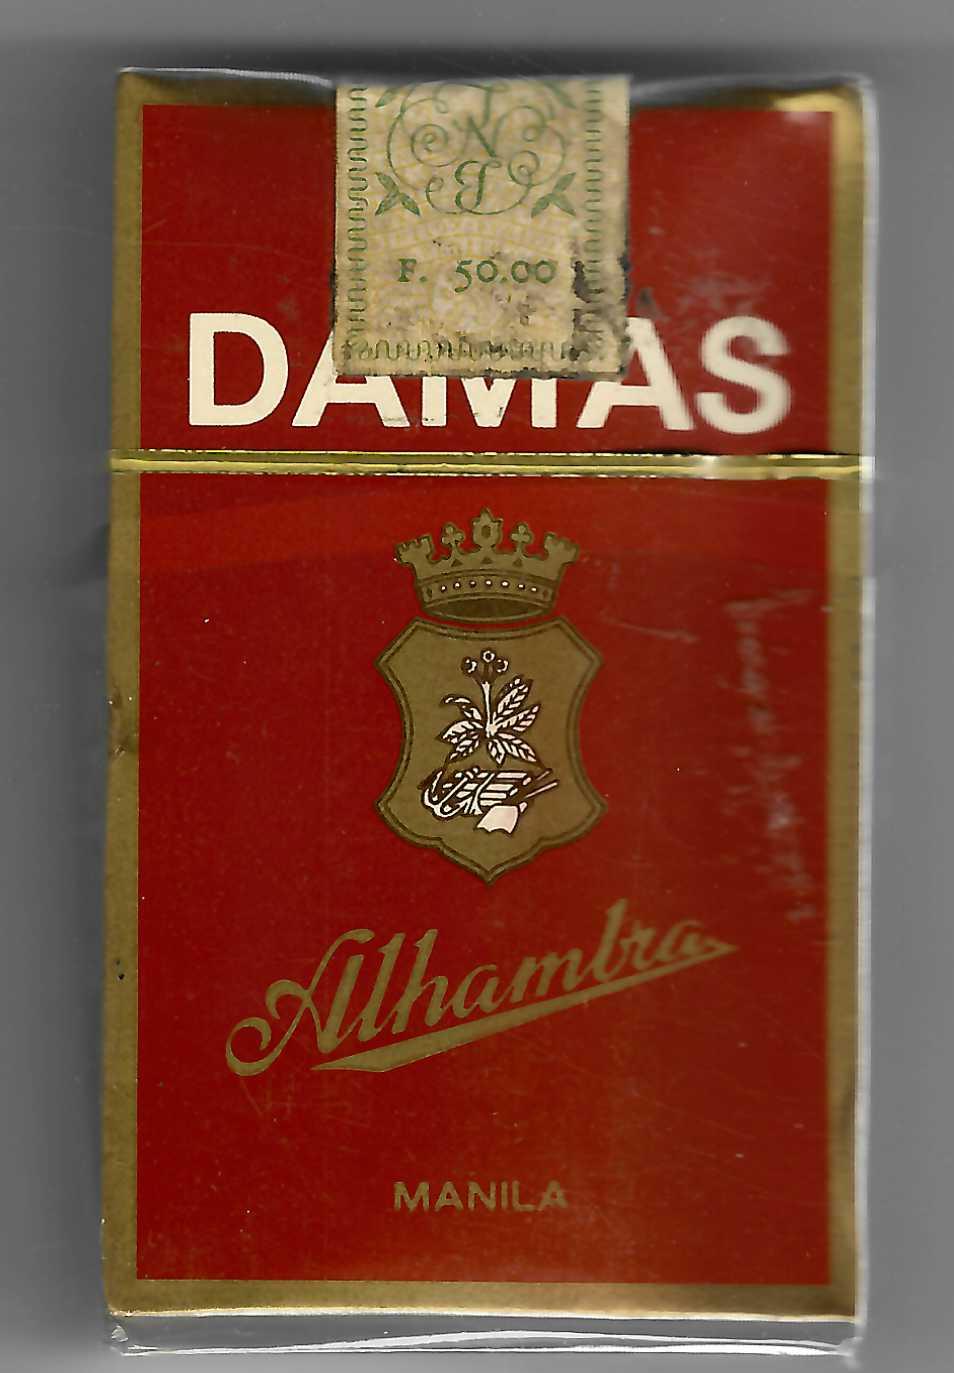 F. 50.00
DAMAS
Alhambra
MANILA